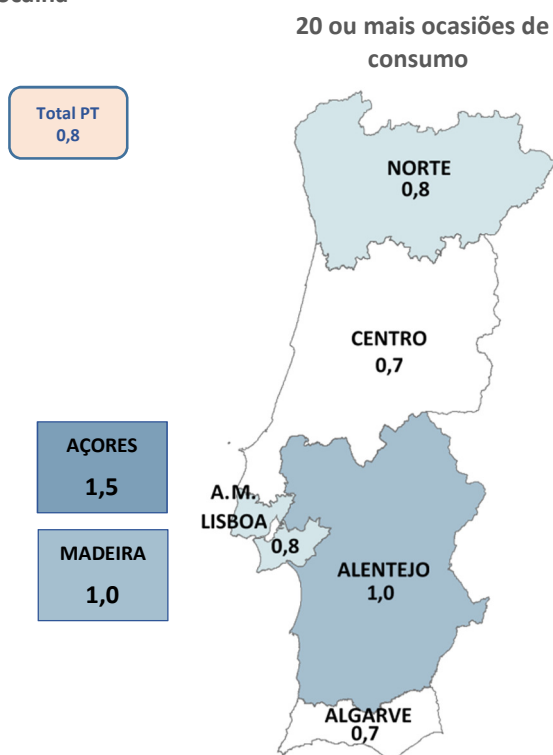 20 ou mais ocasiões de
consumo
Total PT
0,8
NORTE
0,8
CENTRO
0,7
AÇORES
1,5
A.M.
LISBOA
0,8
MADEIRA
1,0
ALENTEJO
1,0
ALGARVE
0,7